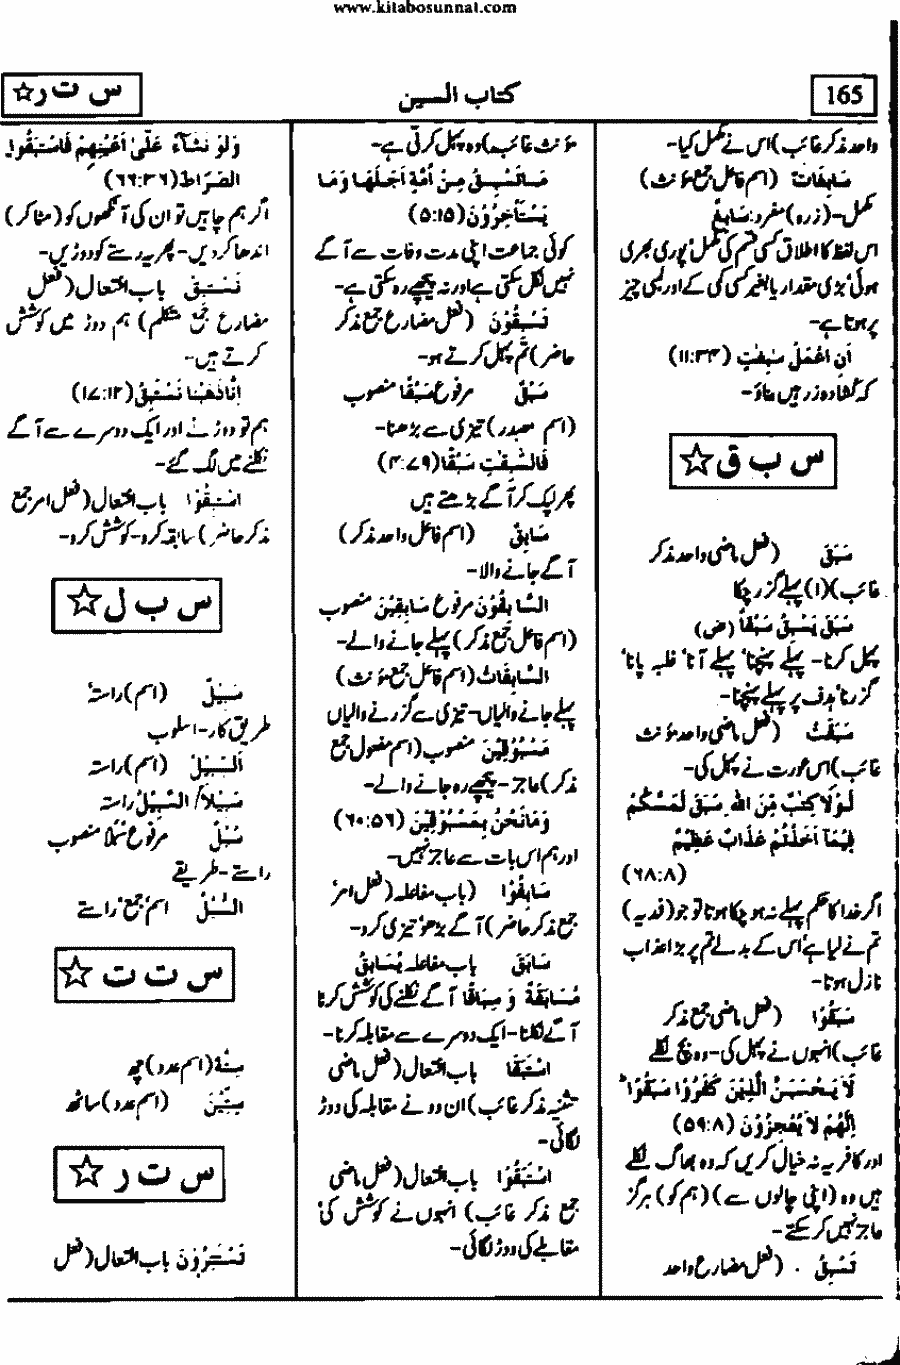 www.kitabosunnat.com
165
کتاب السین
س ت ر ☆
واحد مذکر غائب) اس نے مکمل کیا۔
سَابِغَات (اسم فاعل جمع مؤنث)
مکمل۔ (زرہ) مفرد: سَابِغٌ
اس لفظ کا اطلاق کسی قسم کی مکمل پوری بھری
ہوئی بڑی مقدار یا بغیر کسی کمی کے اور لمبی چیز
پر ہوتا ہے۔
اَنِ اعْمَلْ سٰبِغٰتٍ (۱۱:۳۴)
کہ کشادہ زرہیں بناؤ۔
س ب ق ☆
سَبَقَ (فعل ماضی واحد مذکر
غائب) (۱) پہلے گزر چکا
سَبَقَ یَسْبِقُ سَبْقاً (ض)
پہل کرنا۔ پہلے پہنچنا' پہلے آنا' غلبہ پانا'
گزرنا' ہدف پر پہلے پہنچنا۔
سَبَقَتْ (فعل ماضی واحد مؤنث
غائب) اس عورت نے پہل کی۔
لَوْلَا کِتٰبٌ مِّنَ اللّٰہِ سَبَقَ لَمَسَّکُمْ
فِیْمَآ اَخَذْتُمْ عَذَابٌ عَظِیْمٌ
(۶۸:۸)
اگر خدا کا حکم پہلے نہ ہو چکا ہوتا تو جو (فدیہ)
تم نے لیا ہے' اس کے بدلے تم پر بڑا عذاب
نازل ہوتا۔
سَبَقُوْا (فعل ماضی جمع مذکر
غائب) انہوں نے پہل کی۔ وہ بچ نکلے
لَا یَحْسَبَنَّ الَّذِیْنَ کَفَرُوْا سَبَقُوْا ؕ
اِنَّھُمْ لَا یُعْجِزُوْنَ (۵۹:۸)
اور کافر یہ نہ خیال کریں کہ وہ بھاگ نکلے
ہیں وہ (اپنی چالوں سے) (ہم کو) ہرگز
عاجز نہیں کر سکتے۔
تَسْبِقُ (فعل مضارع واحد
مؤنث غائب) وہ پہل کرتی ہے۔
مَا تَسْبِقُ مِنْ اُمَّةٍ اَجَلَھَا وَمَا
یَسْتَاْخِرُوْنَ (۵:۱۵)
کوئی جماعت اپنی مدت وفات سے آگے
نہیں نکل سکتی ہے اور نہ پیچھے رہ سکتی ہے۔
تَسْبِقُوْنَ (فعل مضارع جمع مذکر
حاضر) تم پہل کرتے ہو۔
سَبْقٌ مرفوع سَبْقًا منصوب
(اسم مصدر) تیزی سے بڑھنا۔
فَالسّٰبِقٰتِ سَبْقًا (۴:۷۹)
پھر لپک کر آگے بڑھتے ہیں
سَابِقٌ (اسم فاعل واحد مذکر)
آگے جانے والا۔
السَّابِقُوْنَ مرفوع سَابِقِیْنَ منصوب
(اسم فاعل جمع مذکر) پہلے جانے والے۔
السَّابِقَاتُ (اسم فاعل جمع مؤنث)
پہلے جانے والیاں۔ تیزی سے گزرنے والیاں
مَسْبُوْقِیْنَ منصوب (اسم مفعول جمع
مذکر) عاجز۔ پیچھے رہ جانے والے۔
وَمَا نَحْنُ بِمَسْبُوْقِیْنَ (۶۰:۵۶)
اور ہم اس بات سے عاجز نہیں۔
سَابِقُوْا (باب مفاعلہ (فعل امر
جمع مذکر حاضر) آگے بڑھو' تیزی کرو۔
سَابَقَ باب مفاعلہ یُسَابِقُ
مُسَابَقَةً وَ سِبَاقًا آگے نکلنے کی کوشش کرنا
آگے نکلنا۔ ایک دوسرے سے مقابلہ کرنا۔
اسْتَبَقَا باب افتعال (فعل ماضی
تثنیہ مذکر غائب) ان دو نے مقابلہ کی دوڑ
لگائی۔
اسْتَبَقُوْا باب افتعال (فعل ماضی
جمع مذکر غائب) انہوں نے کوشش کی'
مقابلے کی دوڑ لگائی۔
وَلَوْ نَشَآءُ عَلٰٓی اَعْیُنِھِمْ فَاسْتَبَقُوا
الصِّرَاطَ (۶۶:۳۶)
اگر ہم چاہیں تو ان کی آنکھوں کو (مٹا کر)
اندھا کر دیں۔ پھر یہ رستے کو دوڑیں۔
نَسْتَبِقُ باب افتعال (فعل
مضارع جمع متکلم) ہم دوڑ میں کوشش
کرتے ہیں۔
اِنَّا ذَھَبْنَا نَسْتَبِقُ (۱۷:۱۲)
ہم تو دوڑنے اور ایک دوسرے سے آگے
نکلنے میں لگ گئے۔
اسْتَبِقُوْا باب افتعال (فعل امر جمع
مذکر حاضر) سابقہ کرو۔ کوشش کرو۔
س ب ل ☆
سَبِیْلٌ (اسم) راستہ'
طریق کار۔ اسلوب
اَلسَّبِیْلُ (اسم) راستہ
سَبِیْلاً / السَّبِیْلُ راستہ
سُبُلٌ مرفوع سُبُلًا منصوب
راستے۔ طریقے
السُّبُلُ اسم جمع' راستے
س ت ت ☆
سِتَّة (اسم عدد) چھ
سِتِّیْنَ (اسم عدد) ساٹھ
س ت ر ☆
تَسْتَتِرُوْنَ باب افتعال (فعل